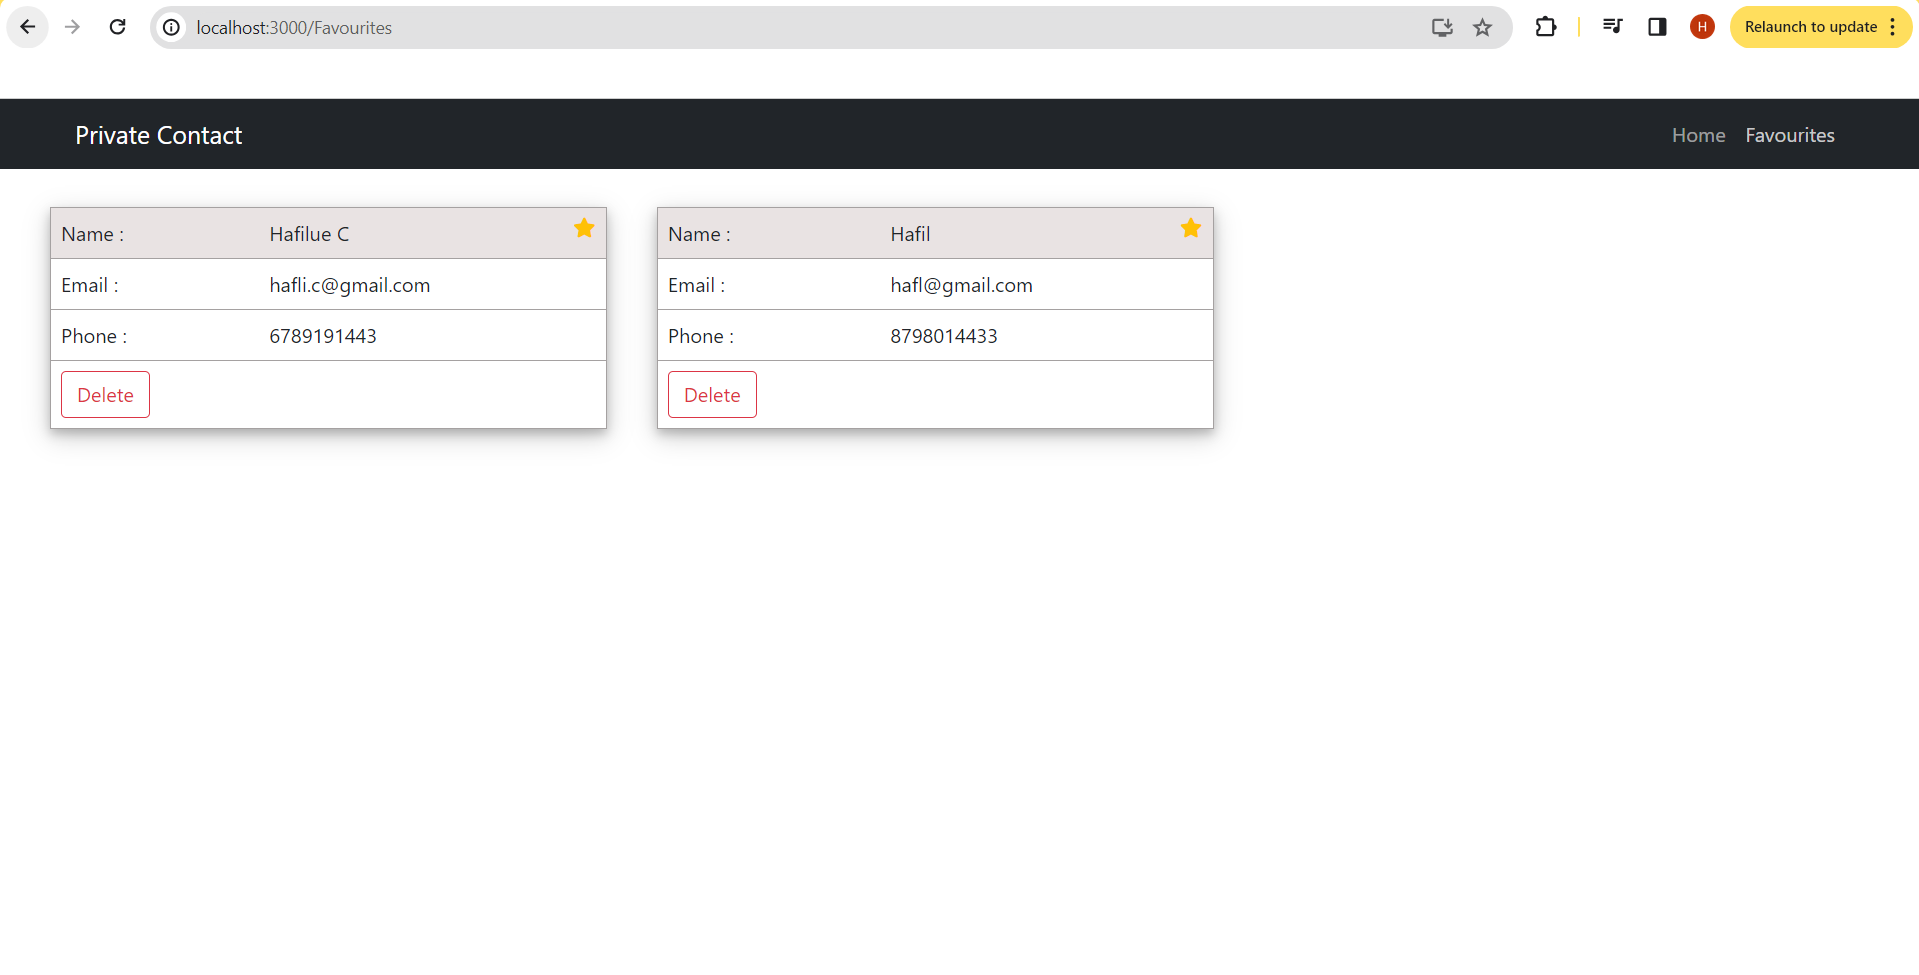 localhost:3000/Favourites
H
Relaunch to update
Private Contact
Home
Favourites
Name : Hafilue C
Email : hafli.c@gmail.com
Phone : 6789191443
Delete
Name : Hafil
Email : hafl@gmail.com
Phone : 8798014433
Delete